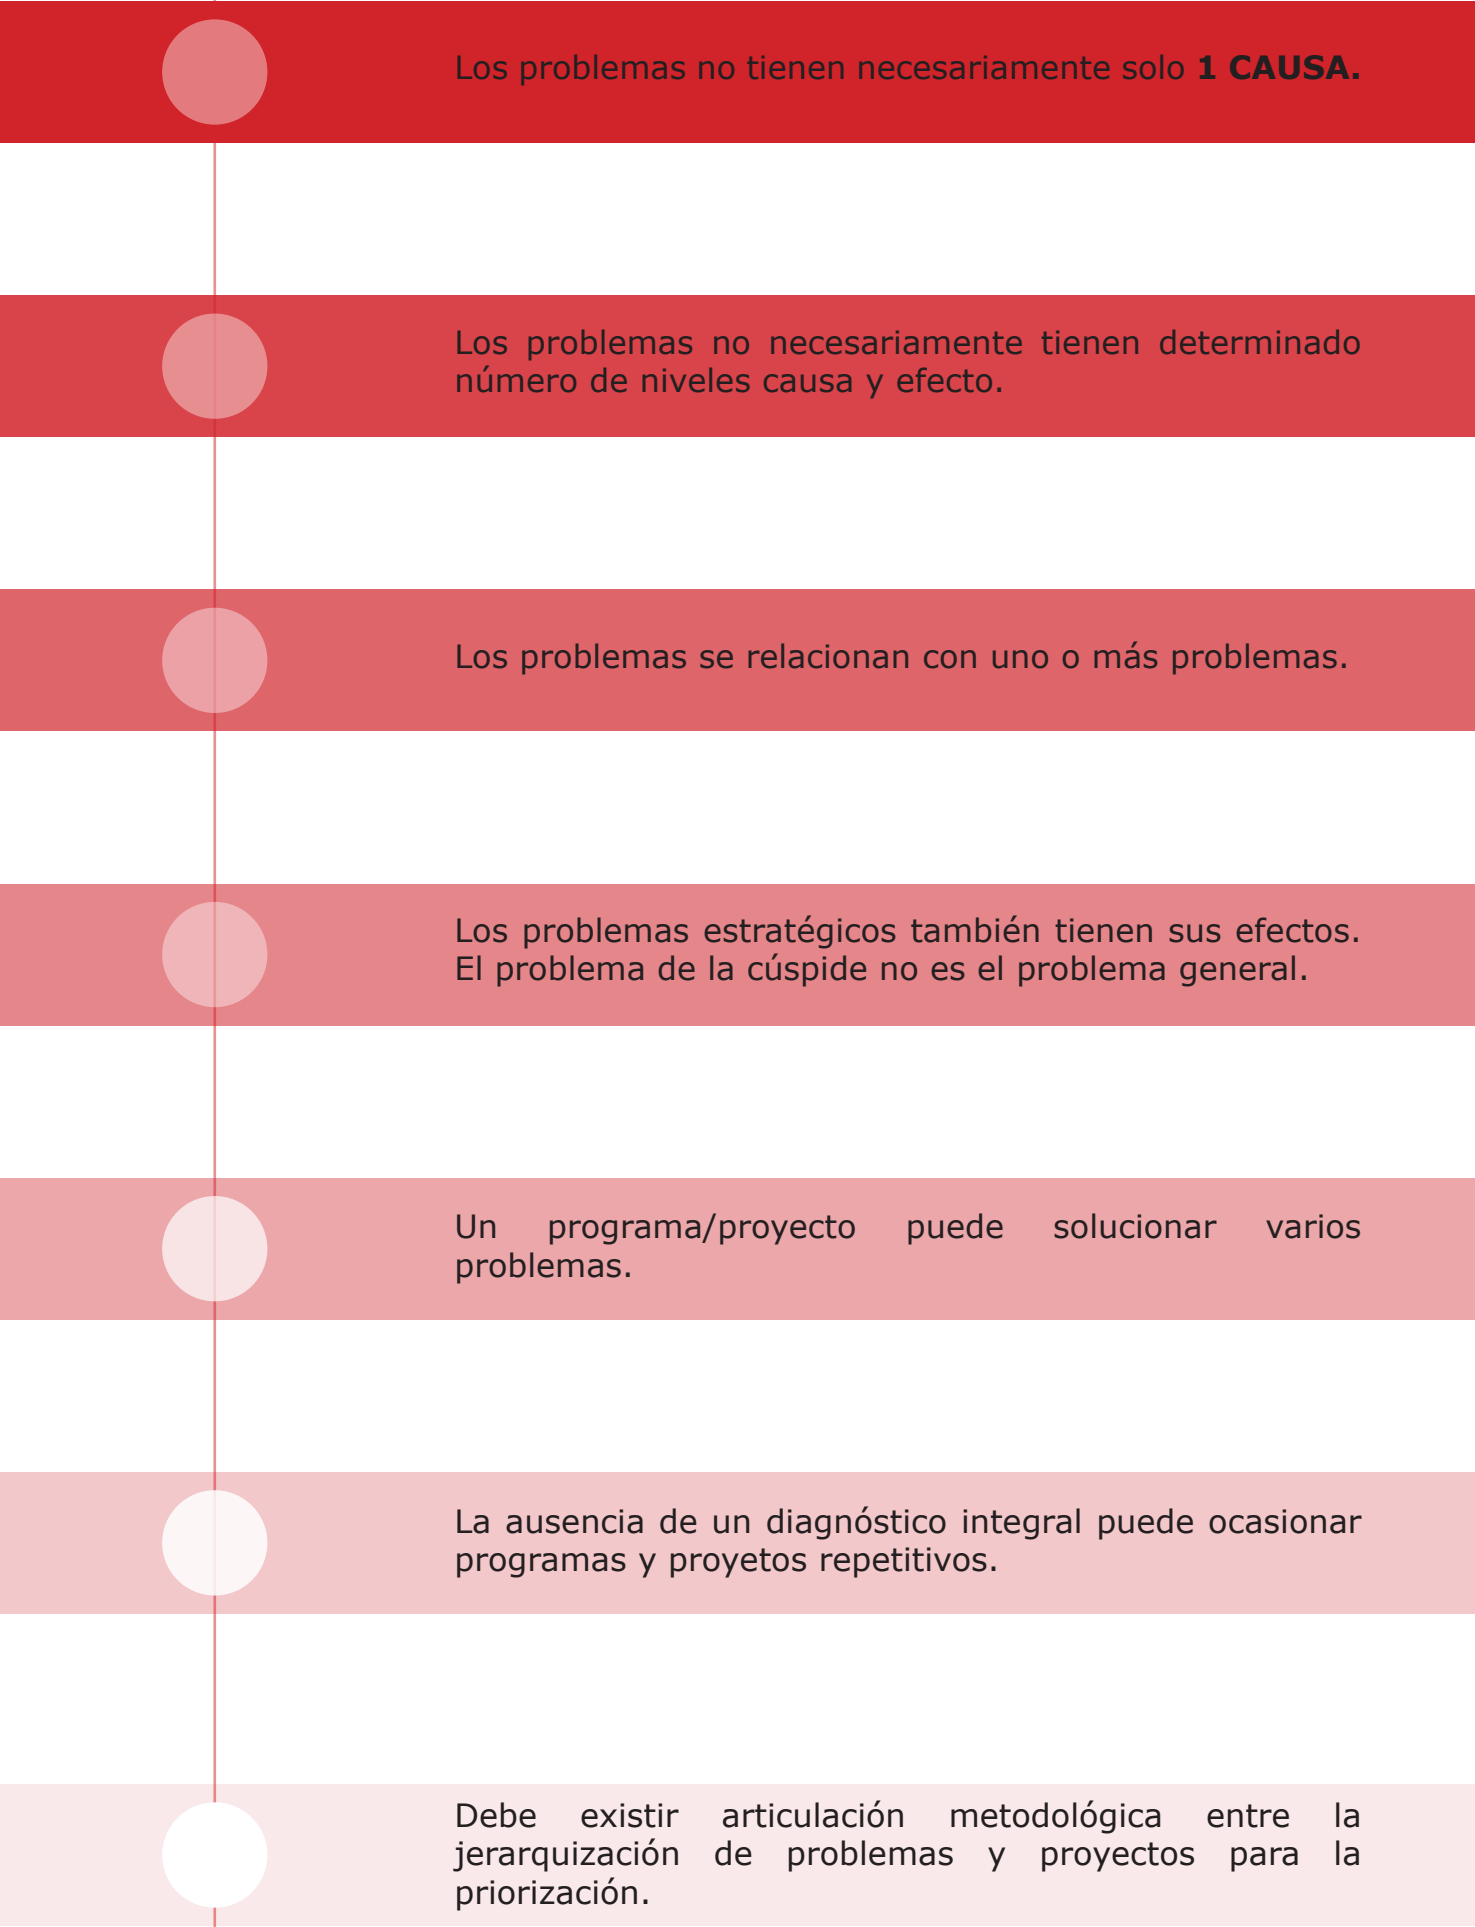 Los problemas no tienen necesariamente solo 1 CAUSA.
Los problemas no necesariamente tienen determinado
número de niveles causa y efecto.
Los problemas se relacionan con uno o más problemas.
Los problemas estratégicos también tienen sus efectos.
El problema de la cúspide no es el problema general.
Un programa/proyecto puede solucionar varios
problemas.
La ausencia de un diagnóstico integral puede ocasionar
programas y proyetos repetitivos.
Debe existir articulación metodológica entre la
jerarquización de problemas y proyectos para la
priorización.